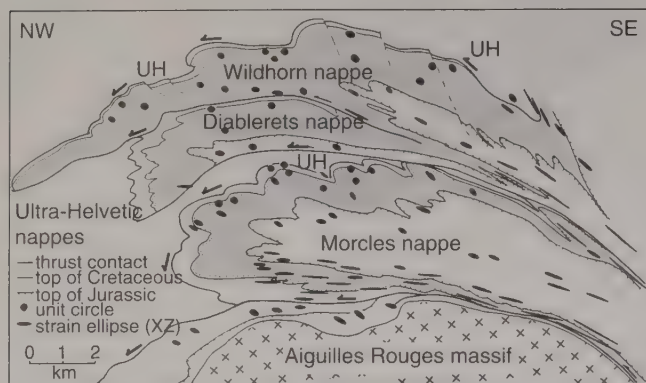 NW
SE
UH
UH
Wildhorn nappe
Diablerets nappe
UH
Ultra-Helvetic
nappes
thrust contact
top of Cretaceous
top of Jurassic
unit circle
strain ellipse (XZ)
Morcles nappe
0 1 2
km
Aiguilles Rouges massif